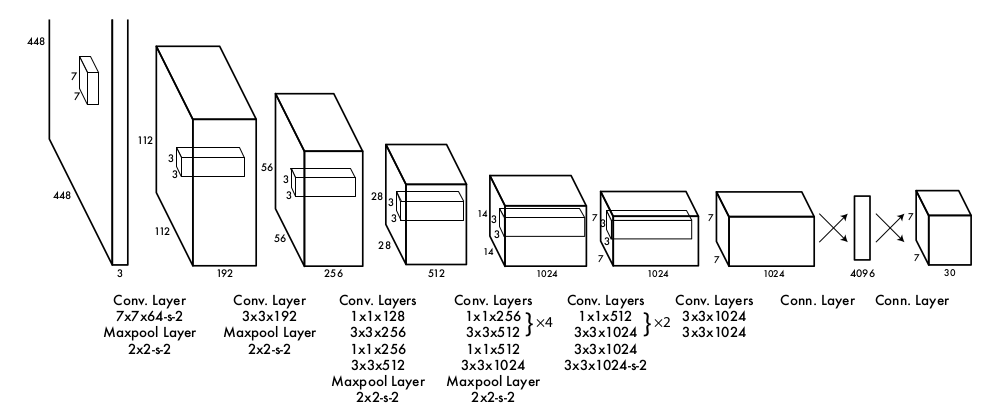 448
7
7
448
3
112
3
3
112
192
56
3
3
56
256
28
3
3
28
512
14
3
3
14
1024
7
3
3
7
1024
7
7
1024
4096
7
7
30
Conv. Layer
7x7x64-s-2
Maxpool Layer
2x2-s-2
Conv. Layer
3x3x192
Maxpool Layer
2x2-s-2
Conv. Layers
1x1x128
3x3x256
1x1x256
3x3x512
Maxpool Layer
2x2-s-2
Conv. Layers
1x1x256
3x3x512
} ×4
1x1x512
3x3x1024
Maxpool Layer
2x2-s-2
Conv. Layers
1x1x512
3x3x1024
} ×2
3x3x1024
3x3x1024-s-2
Conv. Layers
3x3x1024
3x3x1024
Conn. Layer
Conn. Layer